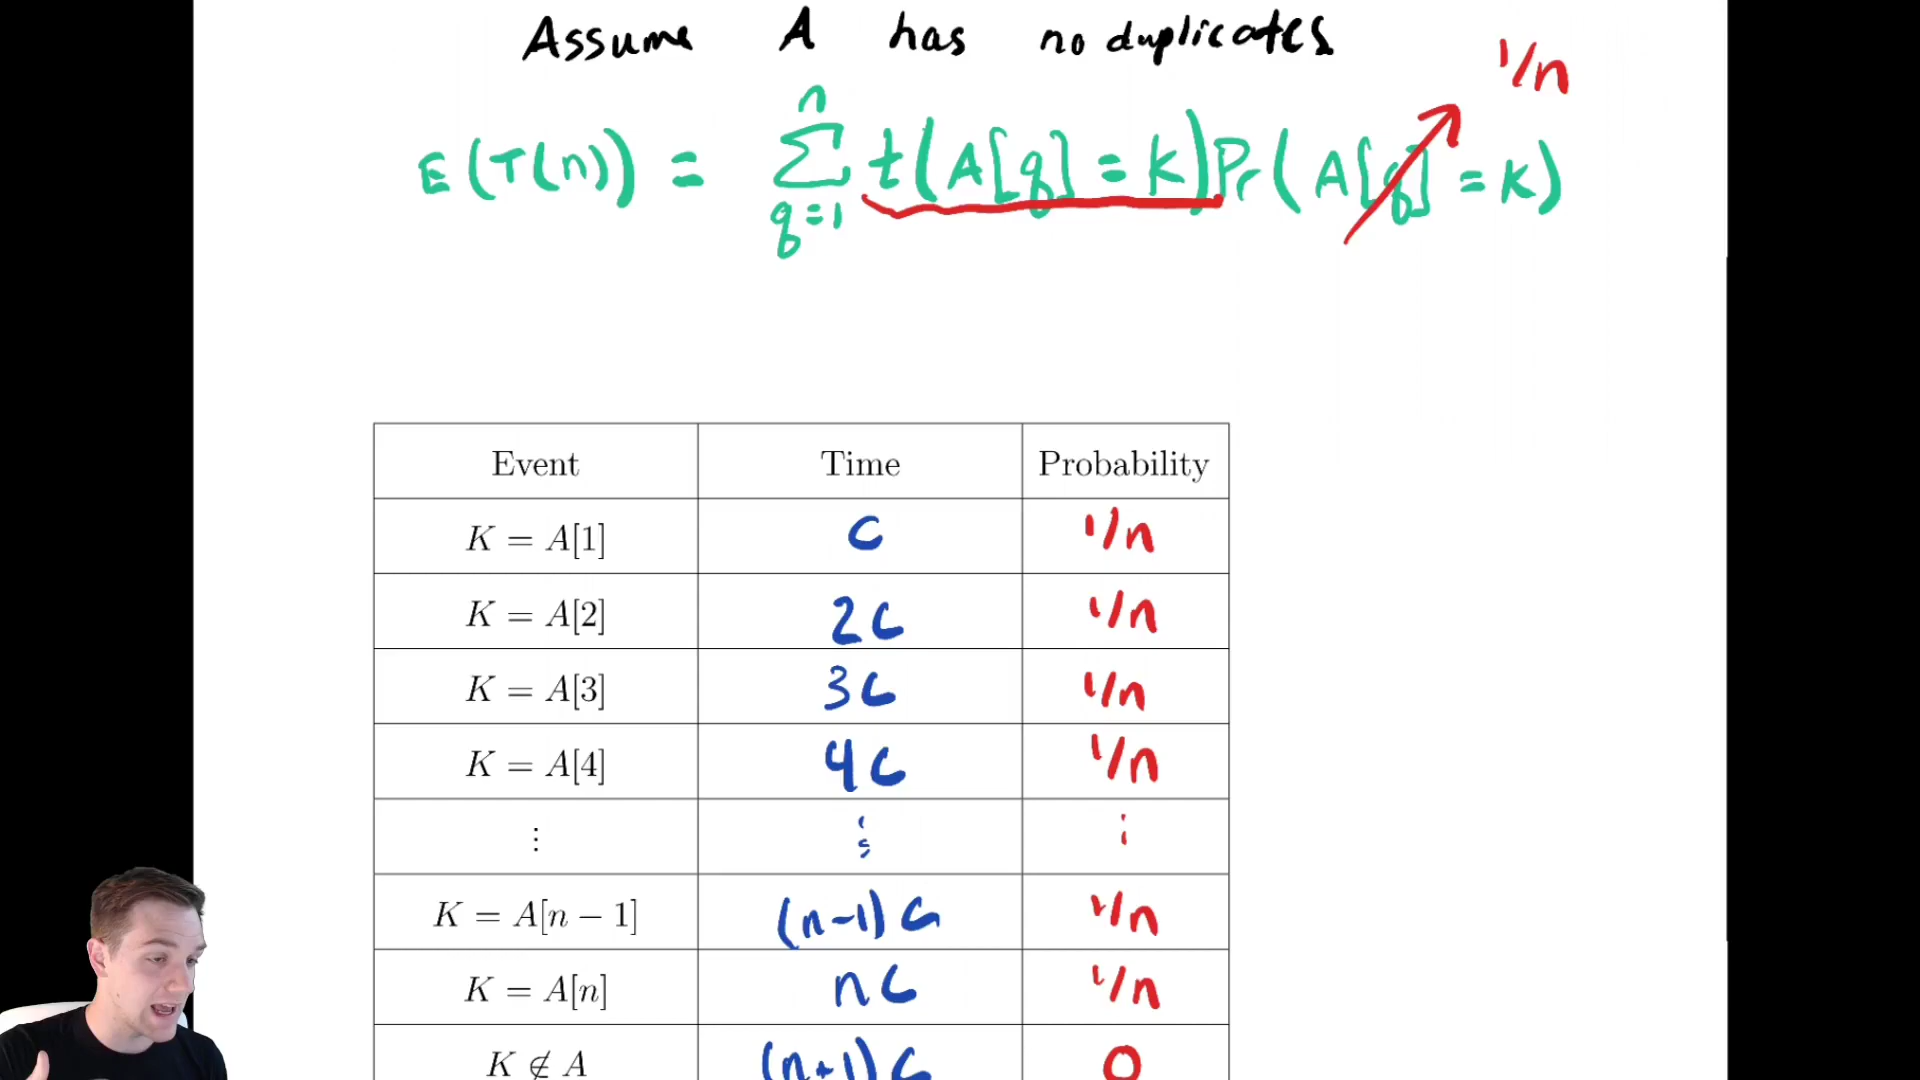 Assume A has no duplicates
1/n
E(T(n)) = n∑q=1 t(A[q] = K)Pr(A[q] = K)
Event Time Probability
K = A[1] C 1/n
K = A[2] 2C 1/n
K = A[3] 3C 1/n
K = A[4] 4C 1/n
⋮ ⋮ ⋮
K = A[n − 1] (n-1)C 1/n
K = A[n] nC 1/n
K ∉ A (n+1)C 0